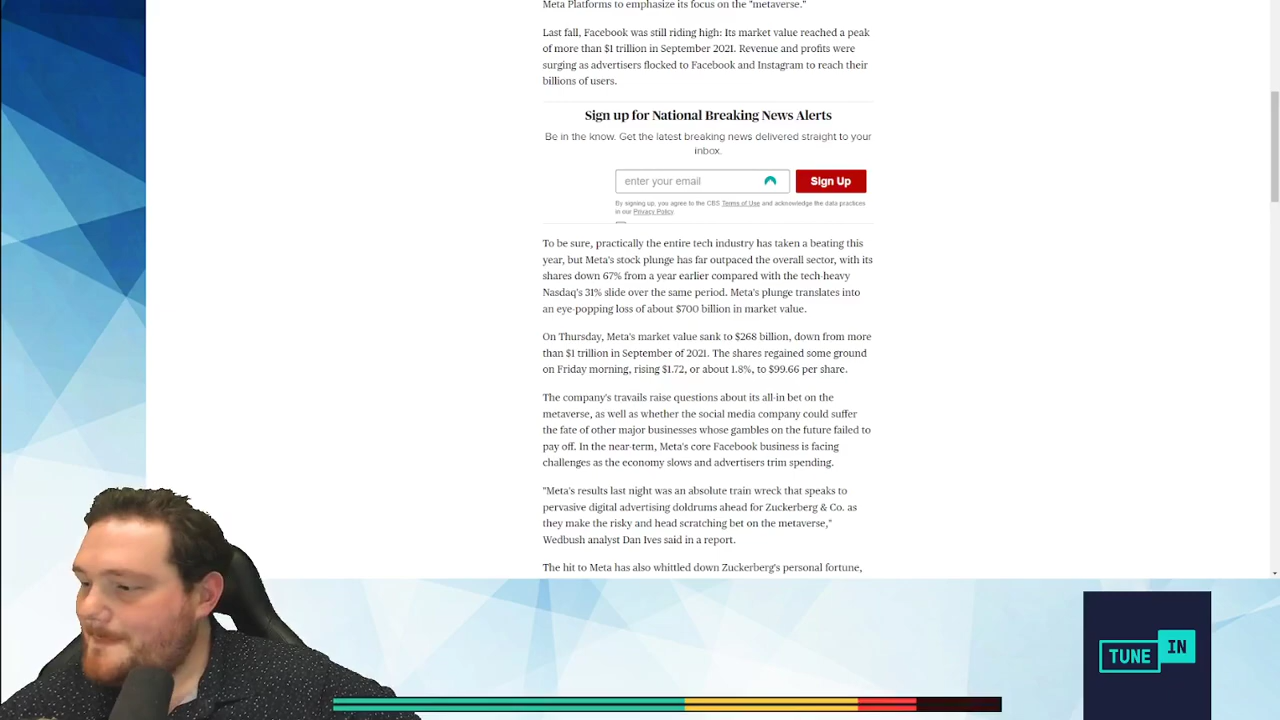 Meta Platforms to emphasize its focus on the "metaverse."
Last fall, Facebook was still riding high: Its market value reached a peak
of more than $1 trillion in September 2021. Revenue and profits were
surging as advertisers flocked to Facebook and Instagram to reach their
billions of users.
Sign up for National Breaking News Alerts
Be in the know. Get the latest breaking news delivered straight to your
inbox.
enter your email
Sign Up
By signing up, you agree to the CBS Terms of Use and acknowledge the data practices
in our Privacy Policy
To be sure, practically the entire tech industry has taken a beating this
year, but Meta's stock plunge has far outpaced the overall sector, with its
shares down 67% from a year earlier compared with the tech-heavy
Nasdaq's 31% slide over the same period. Meta's plunge translates into
an eye-popping loss of about $700 billion in market value.
On Thursday, Meta's market value sank to $268 billion, down from more
than $1 trillion in September of 2021. The shares regained some ground
on Friday morning, rising $1.72, or about 1.8%, to $99.66 per share.
The company's travails raise questions about its all-in bet on the
metaverse, as well as whether the social media company could suffer
the fate of other major businesses whose gambles on the future failed to
pay off. In the near-term, Meta's core Facebook business is facing
challenges as the economy slows and advertisers trim spending.
"Meta's results last night was an absolute train wreck that speaks to
pervasive digital advertising doldrums ahead for Zuckerberg & Co. as
they make the risky and head scratching bet on the metaverse,"
Wedbush analyst Dan Ives said in a report.
The hit to Meta has also whittled down Zuckerberg's personal fortune,
TUNE IN